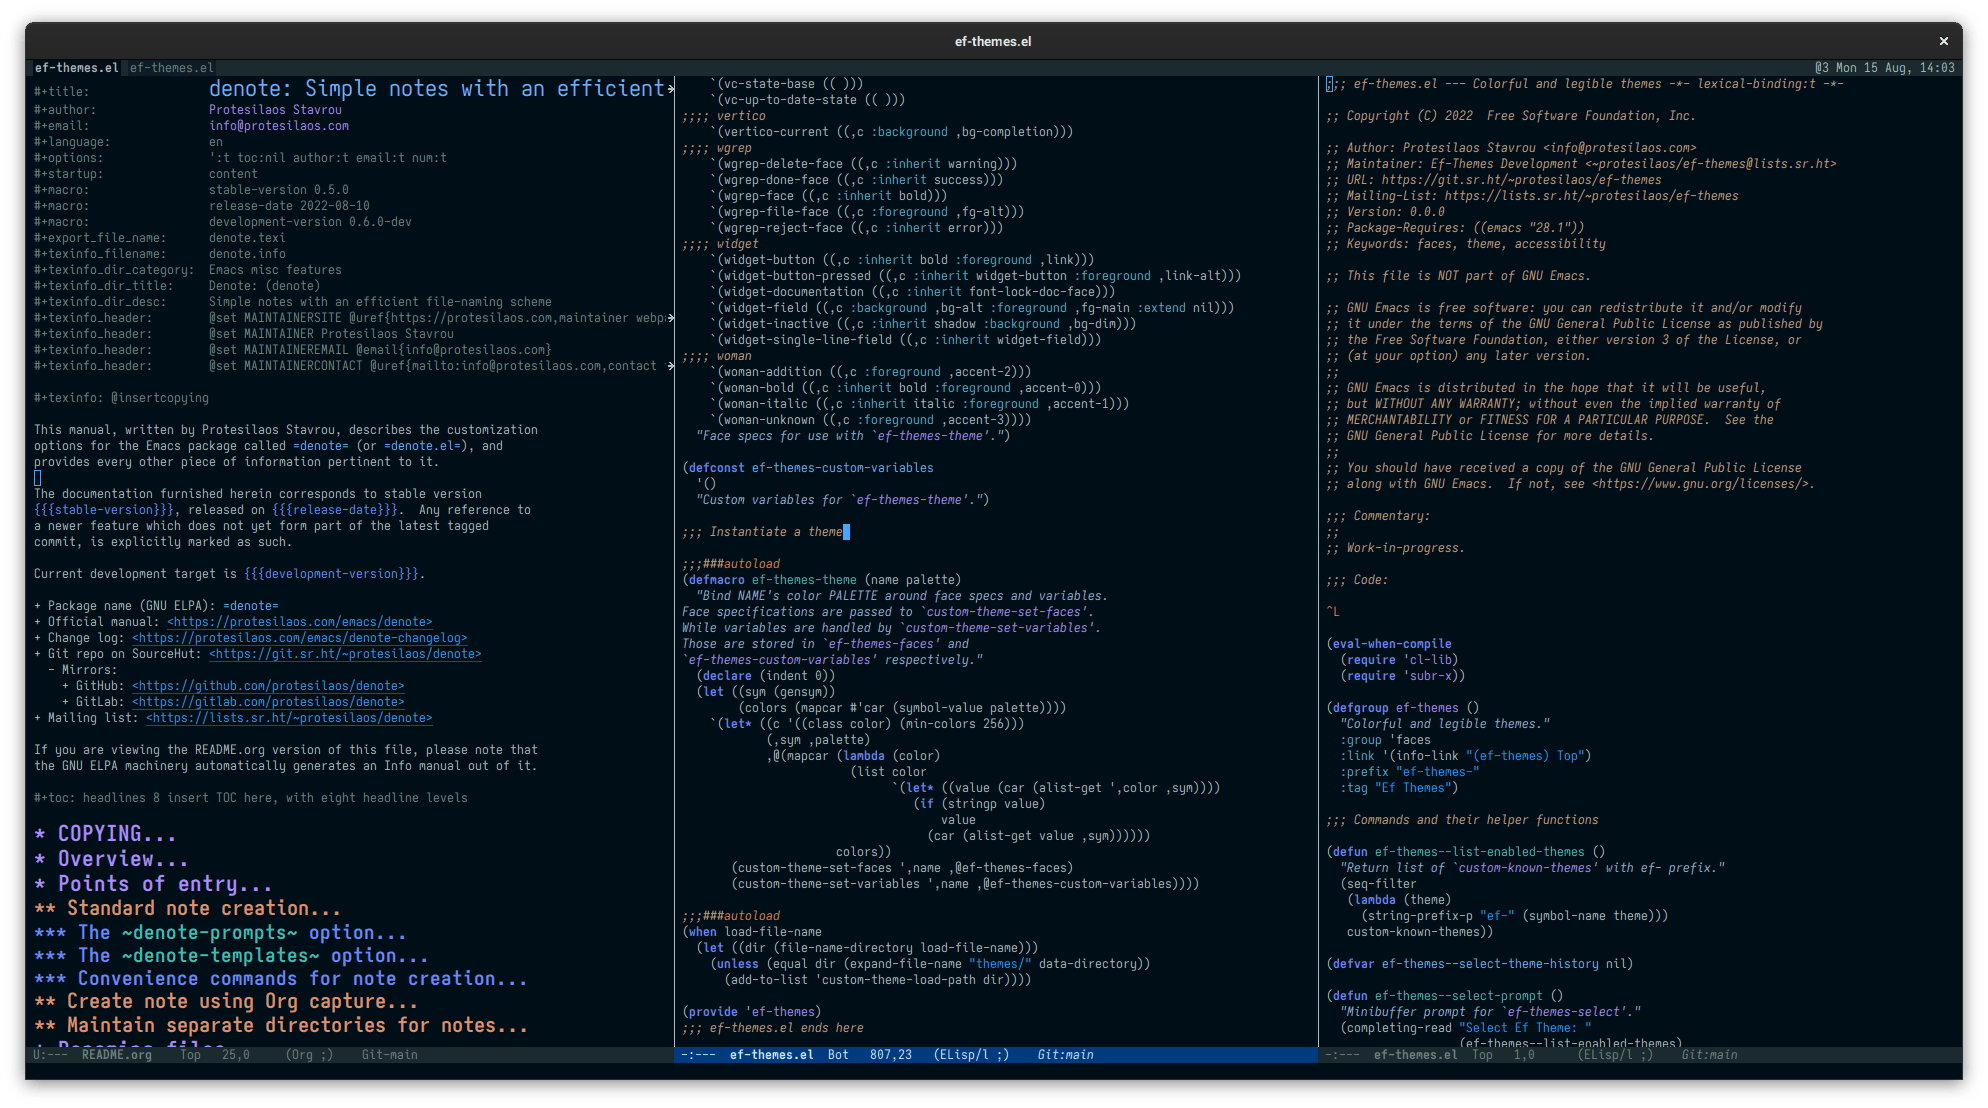 ef-themes.el
×
ef-themes.el ef-themes.el
@3 Mon 15 Aug, 14:03
#+title: denote: Simple notes with an efficient
#+author: Protesilaos Stavrou
#+email: info@protesilaos.com
#+language: en
#+options: ':t toc:nil author:t email:t num:t
#+startup: content
#+macro: stable-version 0.5.0
#+macro: release-date 2022-08-10
#+macro: development-version 0.6.0-dev
#+export_file_name: denote.texi
#+texinfo_filename: denote.info
#+texinfo_dir_category: Emacs misc features
#+texinfo_dir_title: Denote: (denote)
#+texinfo_dir_desc: Simple notes with an efficient file-naming scheme
#+texinfo_header: @set MAINTAINERSITE @uref{https://protesilaos.com,maintainer webp
#+texinfo_header: @set MAINTAINER Protesilaos Stavrou
#+texinfo_header: @set MAINTAINEREMAIL @email{info@protesilaos.com}
#+texinfo_header: @set MAINTAINERCONTACT @uref{mailto:info@protesilaos.com,contact
#+texinfo: @insertcopying
This manual, written by Protesilaos Stavrou, describes the customization
options for the Emacs package called =denote= (or =denote.el=), and
provides every other piece of information pertinent to it.
The documentation furnished herein corresponds to stable version
{{{stable-version}}}, released on {{{release-date}}}.  Any reference to
a newer feature which does not yet form part of the latest tagged
commit, is explicitly marked as such.
Current development target is {{{development-version}}}.
+ Package name (GNU ELPA): =denote=
+ Official manual: <https://protesilaos.com/emacs/denote>
+ Change log: <https://protesilaos.com/emacs/denote-changelog>
+ Git repo on SourceHut: <https://git.sr.ht/~protesilaos/denote>
- Mirrors:
+ GitHub: <https://github.com/protesilaos/denote>
+ GitLab: <https://gitlab.com/protesilaos/denote>
+ Mailing list: <https://lists.sr.ht/~protesilaos/denote>
If you are viewing the README.org version of this file, please note that
the GNU ELPA machinery automatically generates an Info manual out of it.
#+toc: headlines 8 insert TOC here, with eight headline levels
* COPYING...
* Overview...
* Points of entry...
** Standard note creation...
*** The ~denote-prompts~ option...
*** The ~denote-templates~ option...
*** Convenience commands for note creation...
** Create note using Org capture...
** Maintain separate directories for notes...
U:--- README.org Top 25,0 (Org ;) Git-main
`(vc-state-base (( )))
`(vc-up-to-date-state (( )))
;;;; vertico
`(vertico-current ((,c :background ,bg-completion)))
;;;; wgrep
`(wgrep-delete-face ((,c :inherit warning)))
`(wgrep-done-face ((,c :inherit success)))
`(wgrep-face ((,c :inherit bold)))
`(wgrep-file-face ((,c :foreground ,fg-alt)))
`(wgrep-reject-face ((,c :inherit error)))
;;;; widget
`(widget-button ((,c :inherit bold :foreground ,link)))
`(widget-button-pressed ((,c :inherit widget-button :foreground ,link-alt)))
`(widget-documentation ((,c :inherit font-lock-doc-face)))
`(widget-field ((,c :background ,bg-alt :foreground ,fg-main :extend nil)))
`(widget-inactive ((,c :inherit shadow :background ,bg-dim)))
`(widget-single-line-field ((,c :inherit widget-field)))
;;;; woman
`(woman-addition ((,c :foreground ,accent-2)))
`(woman-bold ((,c :inherit bold :foreground ,accent-0)))
`(woman-italic ((,c :inherit italic :foreground ,accent-1)))
`(woman-unknown ((,c :foreground ,accent-3))))
"Face specs for use with `ef-themes-theme'.")
(defconst ef-themes-custom-variables
'()
"Custom variables for `ef-themes-theme'.")
;;; Instantiate a theme
;;;###autoload
(defmacro ef-themes-theme (name palette)
"Bind NAME's color PALETTE around face specs and variables.
Face specifications are passed to `custom-theme-set-faces'.
While variables are handled by `custom-theme-set-variables'.
Those are stored in `ef-themes-faces' and
`ef-themes-custom-variables' respectively."
(declare (indent 0))
(let ((sym (gensym))
(colors (mapcar #'car (symbol-value palette))))
`(let* ((c '((class color) (min-colors 256)))
(,sym ,palette)
,@(mapcar (lambda (color)
(list color
`(let* ((value (car (alist-get ',color ,sym))))
(if (stringp value)
value
(car (alist-get value ,sym))))))
colors))
(custom-theme-set-faces ',name ,@ef-themes-faces)
(custom-theme-set-variables ',name ,@ef-themes-custom-variables))))
;;;###autoload
(when load-file-name
(let ((dir (file-name-directory load-file-name)))
(unless (equal dir (expand-file-name "themes/" data-directory))
(add-to-list 'custom-theme-load-path dir))))
(provide 'ef-themes)
;;; ef-themes.el ends here
-:--- ef-themes.el Bot 807,23 (ELisp/l ;) Git:main
;;; ef-themes.el --- Colorful and legible themes -*- lexical-binding:t -*-
;; Copyright (C) 2022  Free Software Foundation, Inc.
;; Author: Protesilaos Stavrou <info@protesilaos.com>
;; Maintainer: Ef-Themes Development <~protesilaos/ef-themes@lists.sr.ht>
;; URL: https://git.sr.ht/~protesilaos/ef-themes
;; Mailing-List: https://lists.sr.ht/~protesilaos/ef-themes
;; Version: 0.0.0
;; Package-Requires: ((emacs "28.1"))
;; Keywords: faces, theme, accessibility
;; This file is NOT part of GNU Emacs.
;; GNU Emacs is free software: you can redistribute it and/or modify
;; it under the terms of the GNU General Public License as published by
;; the Free Software Foundation, either version 3 of the License, or
;; (at your option) any later version.
;;
;; GNU Emacs is distributed in the hope that it will be useful,
;; but WITHOUT ANY WARRANTY; without even the implied warranty of
;; MERCHANTABILITY or FITNESS FOR A PARTICULAR PURPOSE.  See the
;; GNU General Public License for more details.
;;
;; You should have received a copy of the GNU General Public License
;; along with GNU Emacs.  If not, see <https://www.gnu.org/licenses/>.
;;; Commentary:
;;
;; Work-in-progress.
;;; Code:
^L
(eval-when-compile
(require 'cl-lib)
(require 'subr-x))
(defgroup ef-themes ()
"Colorful and legible themes."
:group 'faces
:link '(info-link "(ef-themes) Top")
:prefix "ef-themes-"
:tag "Ef Themes")
;;; Commands and their helper functions
(defun ef-themes--list-enabled-themes ()
"Return list of `custom-known-themes' with ef- prefix."
(seq-filter
(lambda (theme)
(string-prefix-p "ef-" (symbol-name theme)))
custom-known-themes))
(defvar ef-themes--select-theme-history nil)
(defun ef-themes--select-prompt ()
"Minibuffer prompt for `ef-themes-select'."
(completing-read "Select Ef Theme: "
(ef-themes--list-enabled-themes)
-:--- ef-themes.el Top 1,0 (ELisp/l ;) Git:main